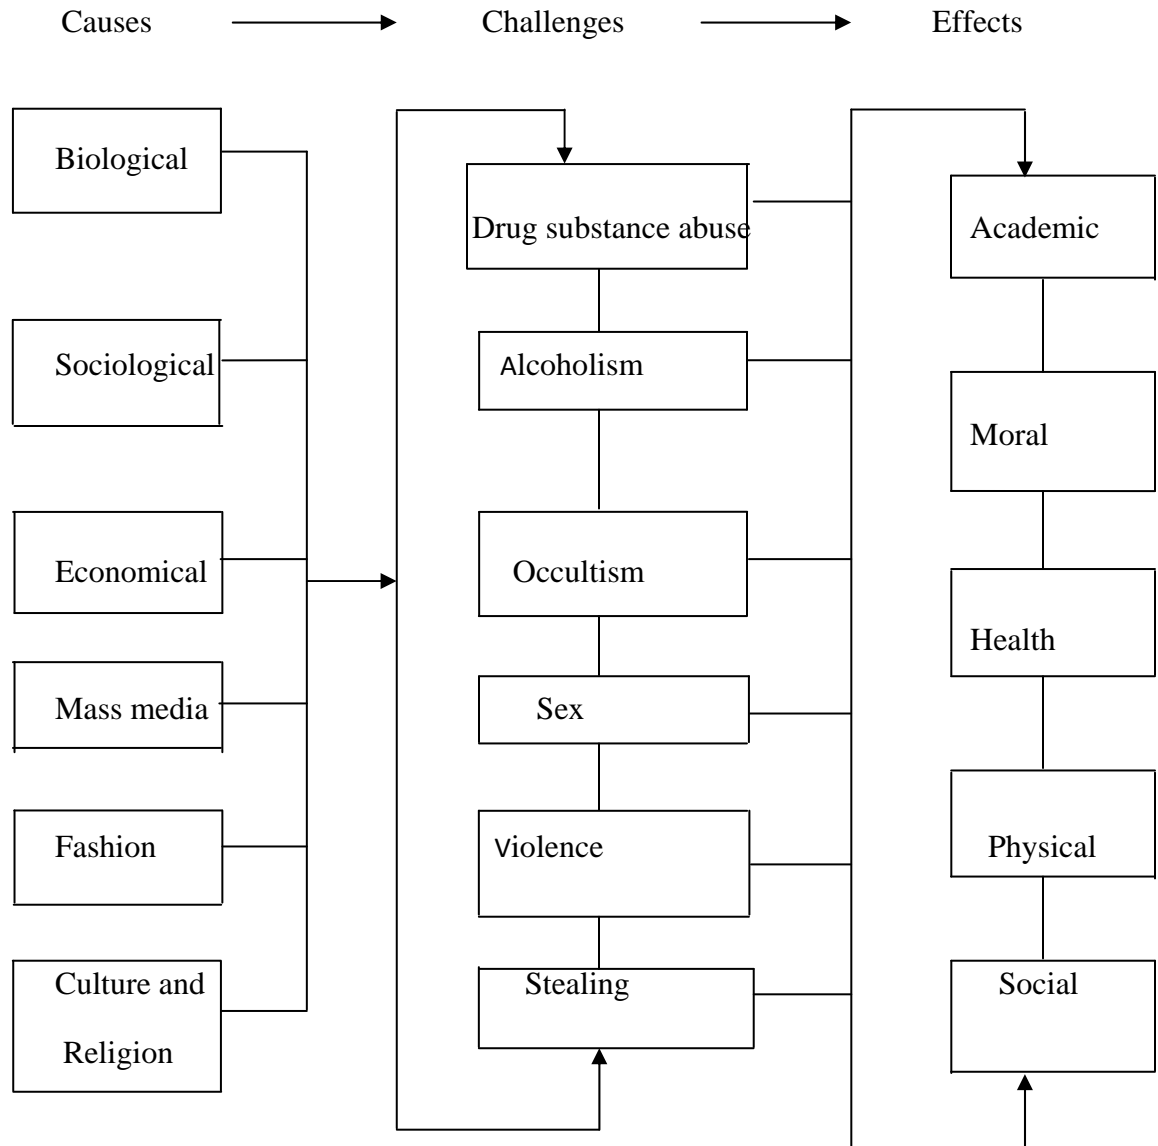 Causes
Challenges
Effects
Biological
Sociological
Economical
Mass media
Fashion
Culture and
Religion
Drug substance abuse
Alcoholism
Occultism
Sex
Violence
Stealing
Academic
Moral
Health
Physical
Social